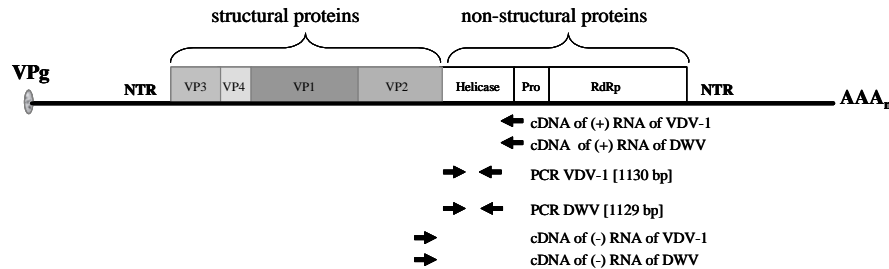 structural proteins non-structural proteins
VPg
NTR VP3 VP4 VP1 VP2 Helicase Pro RdRp NTR
AAAn
cDNA of (+) RNA of VDV-1
cDNA of (+) RNA of DWV
PCR VDV-1 [1130 bp]
PCR DWV [1129 bp]
cDNA of (-) RNA of VDV-1
cDNA of (-) RNA of DWV